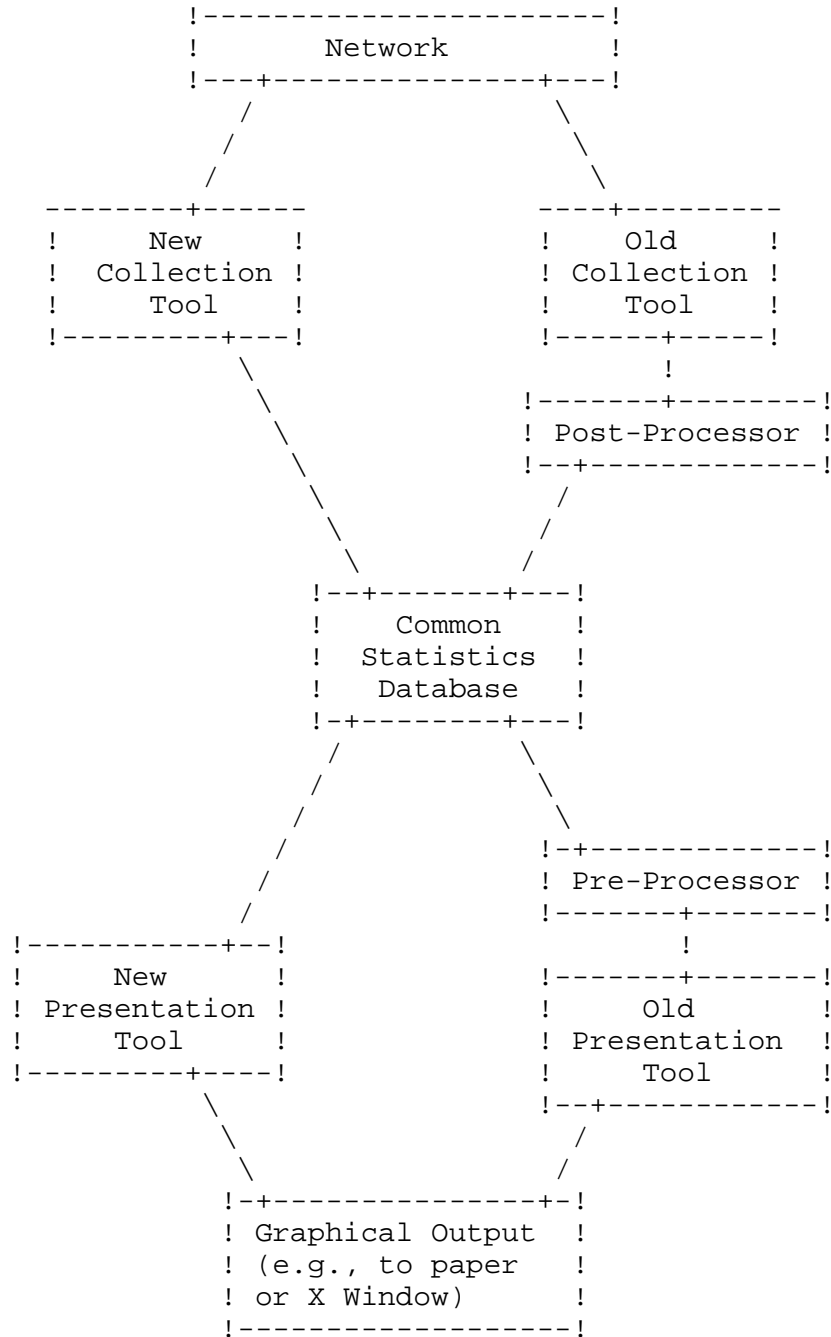 Network
New
Collection
Tool
Old
Collection
Tool
Post-Processor
Common
Statistics
Database
Pre-Processor
New
Presentation
Tool
Old
Presentation
Tool
Graphical Output
(e.g., to paper
or X Window)